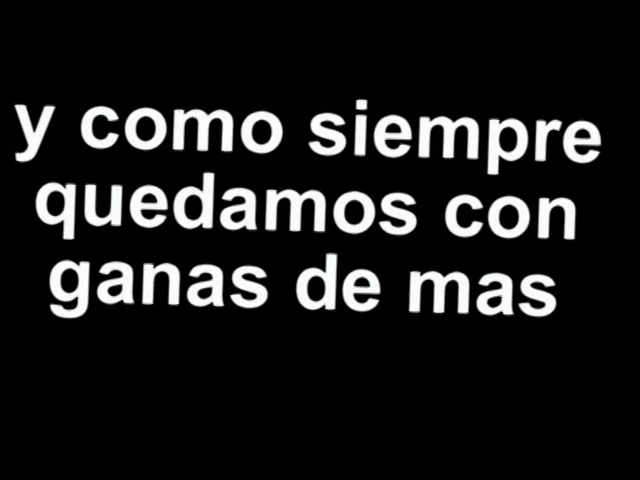 y como siempre
quedamos con
ganas de mas